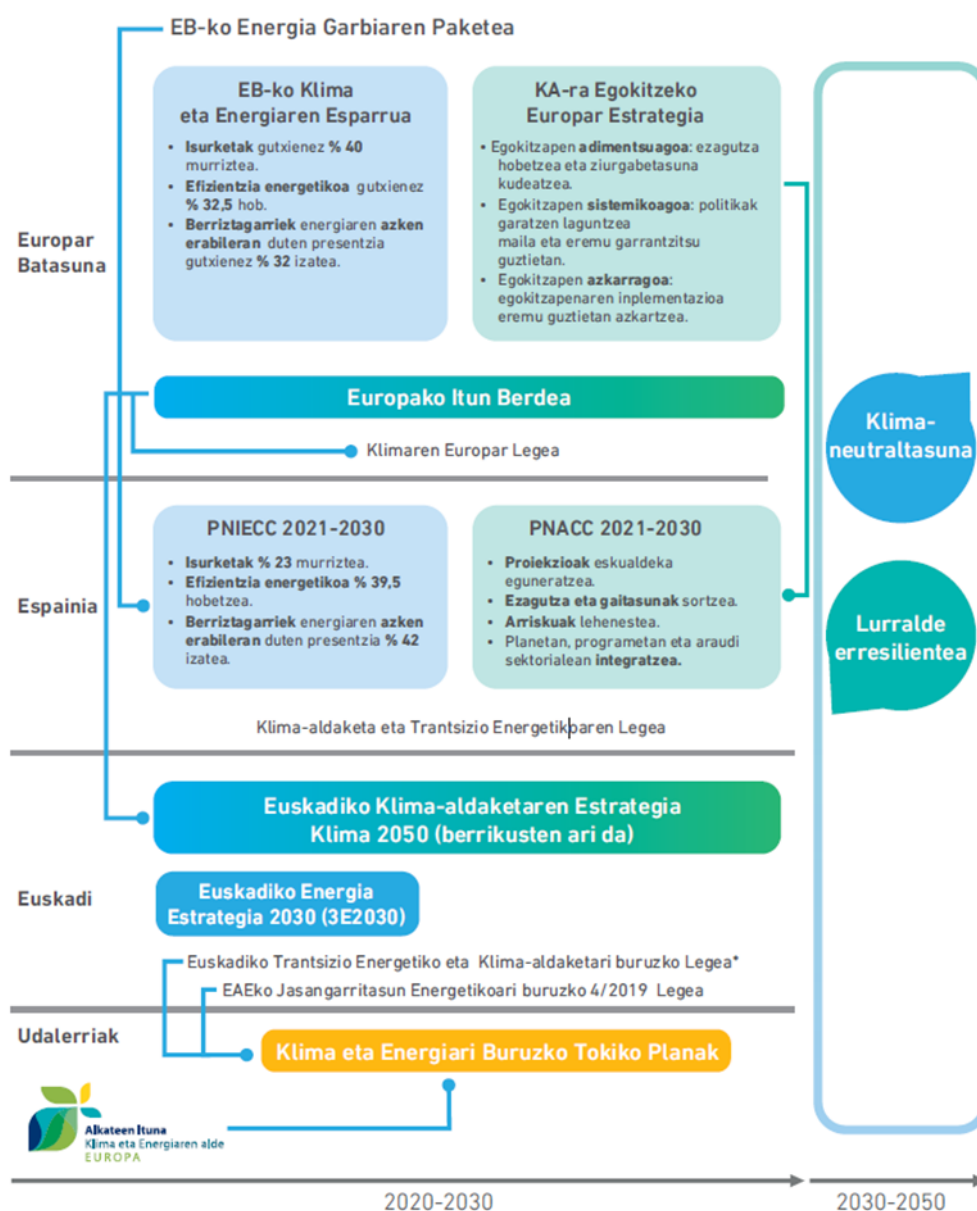 EB-ko Energia Garbiaren Paketea
EB-ko Klima
eta Energiaren Esparrua
• Isurketak gutxienez % 40
murriztea.
• Efizientzia energetikoa gutxienez
% 32,5 hob.
• Berriztagarriek energiaren azken
erabileran duten presentzia
gutxienez % 32 izatea.
KA-ra Egokitzeko
Europar Estrategia
• Egokitzapen adimentsuagoa: ezagutza
hobetzea eta ziurgabetasuna
kudeatzea.
• Egokitzapen sistemikoagoa: politikak
garatzen laguntzea
maila eta eremu garrantzitsu
guztietan.
• Egokitzapen azkarragoa:
egokitzapenaren inplementazioa
eremu guztietan azkartzea.
Europar
Batasuna
Europako Itun Berdea
Klimaren Europar Legea
Klima-
neutraltasuna
PNIECC 2021-2030
• Isurketak % 23 murriztea.
• Efizientzia energetikoa % 39,5
hobetzea.
• Berriztagarriek energiaren azken
erabileran duten presentzia % 42
izatea.
PNACC 2021-2030
• Proiekzioak eskualdeka
eguneratzea.
• Ezagutza eta gaitasunak sortzea.
• Arriskuak lehenestea.
• Planetan, programetan eta araudi
sektorialean integratzea.
Espainia
Lurralde
erresilientea
Klima-aldaketa eta Trantsizio Energetikoaren Legea
Euskadiko Klima-aldaketaren Estrategia
Klima 2050 (berrikusten ari da)
Euskadi
Euskadiko Energia
Estrategia 2030 (3E2030)
Euskadiko Trantsizio Energetiko eta Klima-aldaketari buruzko Legea*
EAEko Jasangarritasun Energetikoari buruzko 4/2019 Legea
Udalerriak
Klima eta Energiari Buruzko Tokiko Planak
Alkateen Ituna
Klima eta Energiaren alde
EUROPA
2020-2030
2030-2050